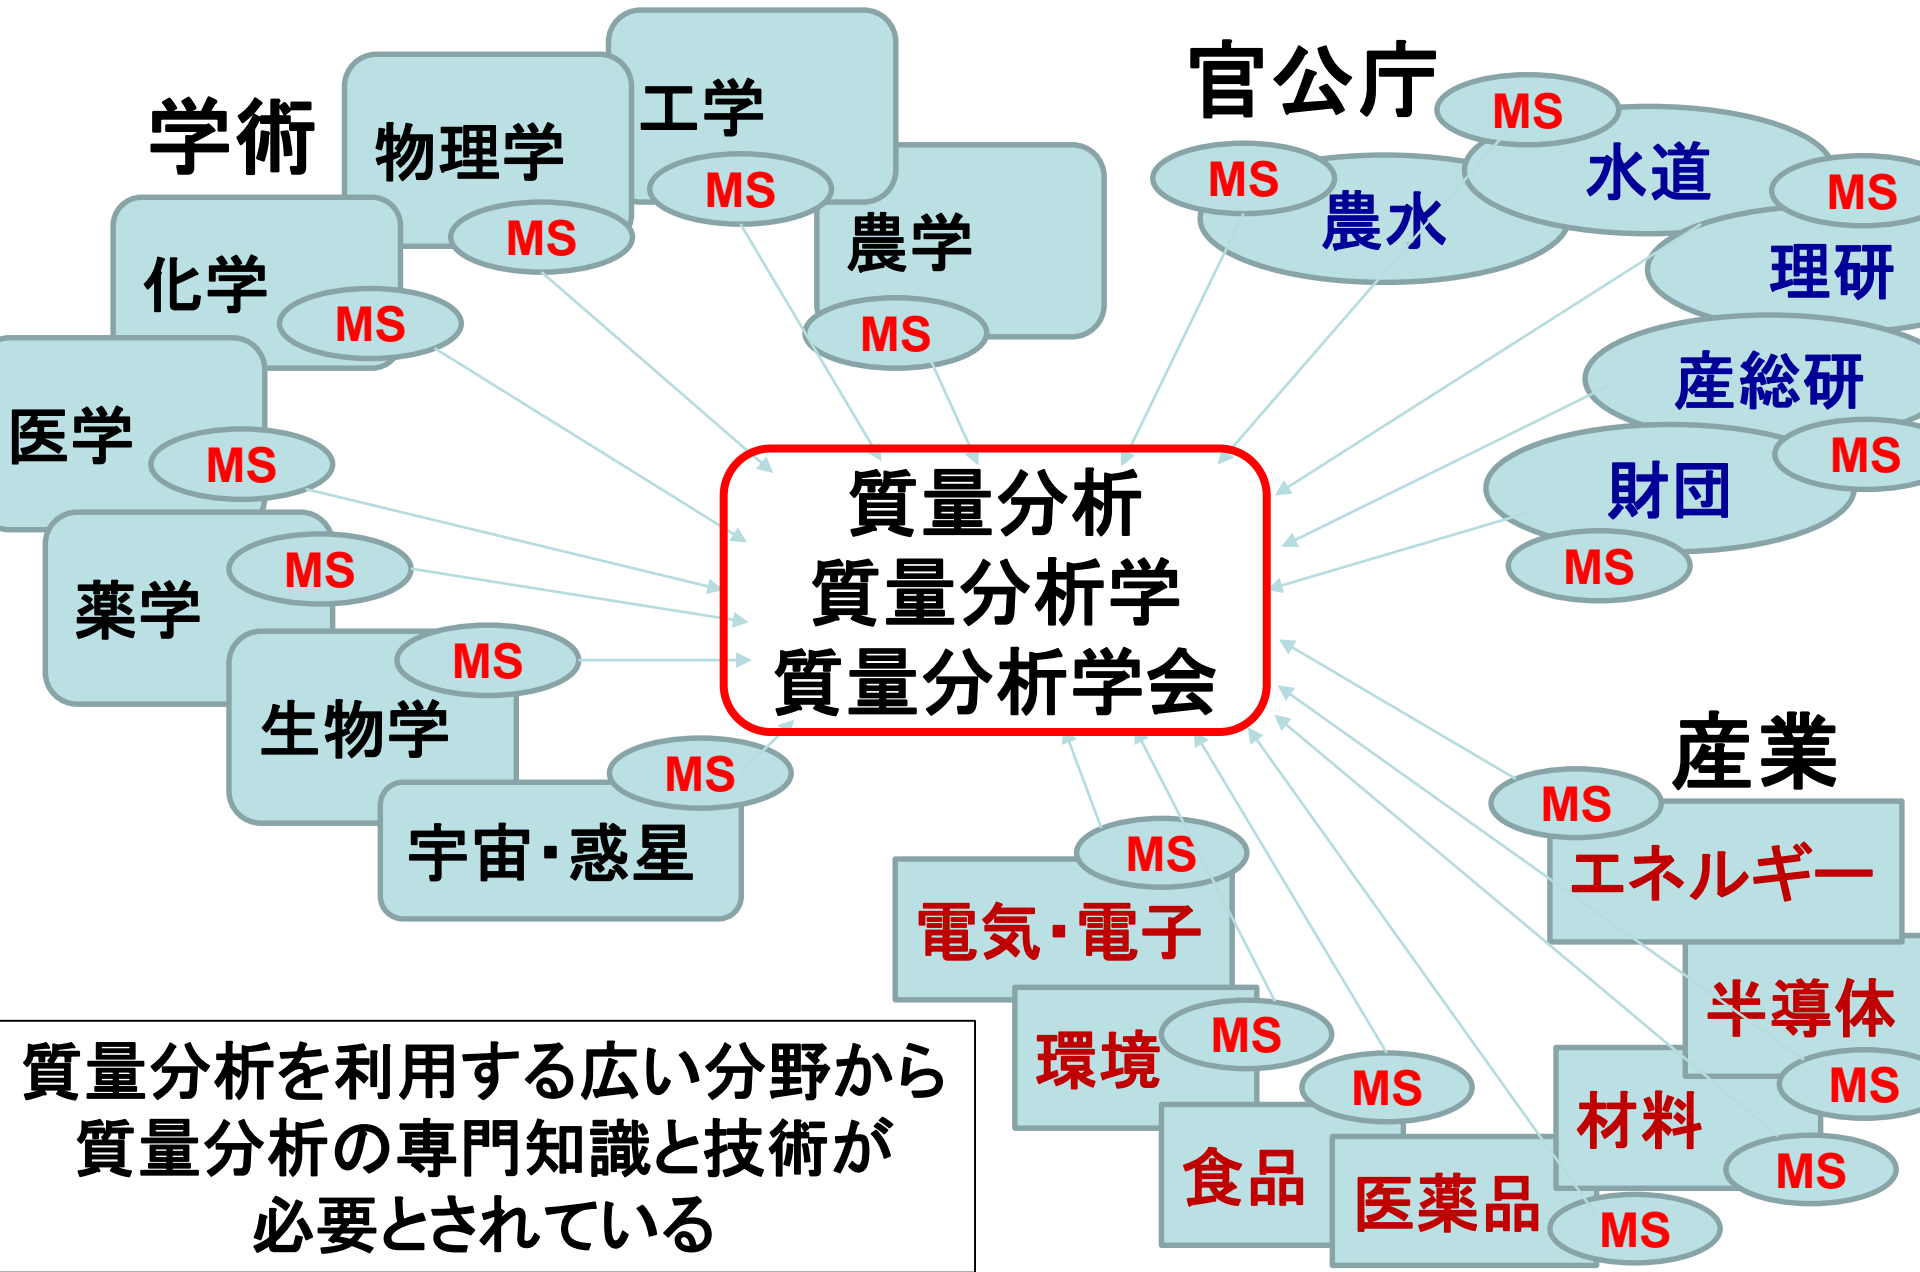 学術
工学
MS
物理学
MS
農学
MS
化学
MS
医学
MS
薬学
MS
生物学
MS
宇宙・惑星
MS
官公庁
MS
水道
MS
農水
MS
理研
産総研
MS
財団
MS
質量分析
質量分析学
質量分析学会
産業
MS
エネルギー
半導体
MS
材料
MS
電気・電子
MS
環境
MS
食品
MS
医薬品
MS
質量分析を利用する広い分野から
質量分析の専門知識と技術が
必要とされている